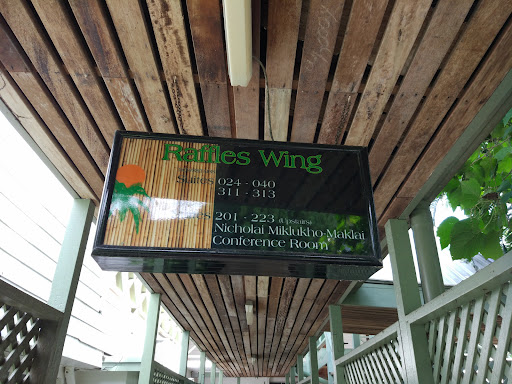 Raffles Wing
Suites 024 - 040
311 - 313
201 - 223 (Upstairs)
Nicholai Miklukho-Maklai
Conference Room